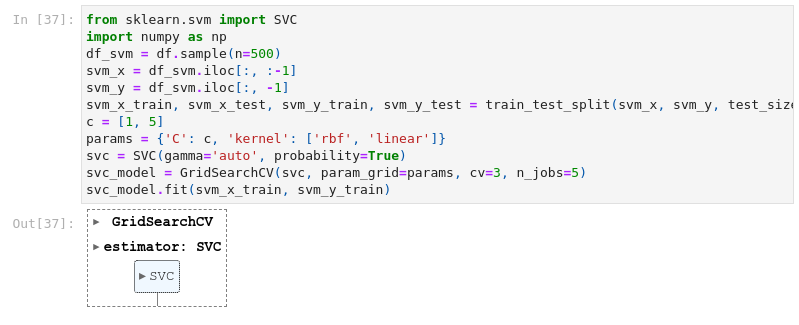 In [37]: from sklearn.svm import SVC
import numpy as np
df_svm = df.sample(n=500)
svm_x = df_svm.iloc[:, :-1]
svm_y = df_svm.iloc[:, -1]
svm_x_train, svm_x_test, svm_y_train, svm_y_test = train_test_split(svm_x, svm_y, test_size
c = [1, 5]
params = {'C': c, 'kernel': ['rbf', 'linear']}
svc = SVC(gamma='auto', probability=True)
svc_model = GridSearchCV(svc, param_grid=params, cv=3, n_jobs=5)
svc_model.fit(svm_x_train, svm_y_train)
Out[37]: ▸ GridSearchCV
▸ estimator: SVC
▸ SVC